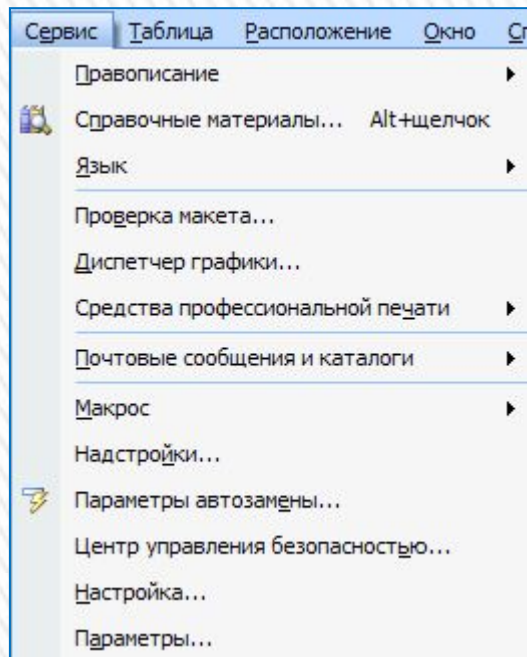 Сервис Таблица Расположение Окно Сп
Правописание
Справочные материалы... Alt+щелчок
Язык
Проверка макета...
Диспетчер графики...
Средства профессиональной печати
Почтовые сообщения и каталоги
Макрос
Надстройки...
Параметры автозамены...
Центр управления безопасностью...
Настройка...
Параметры...